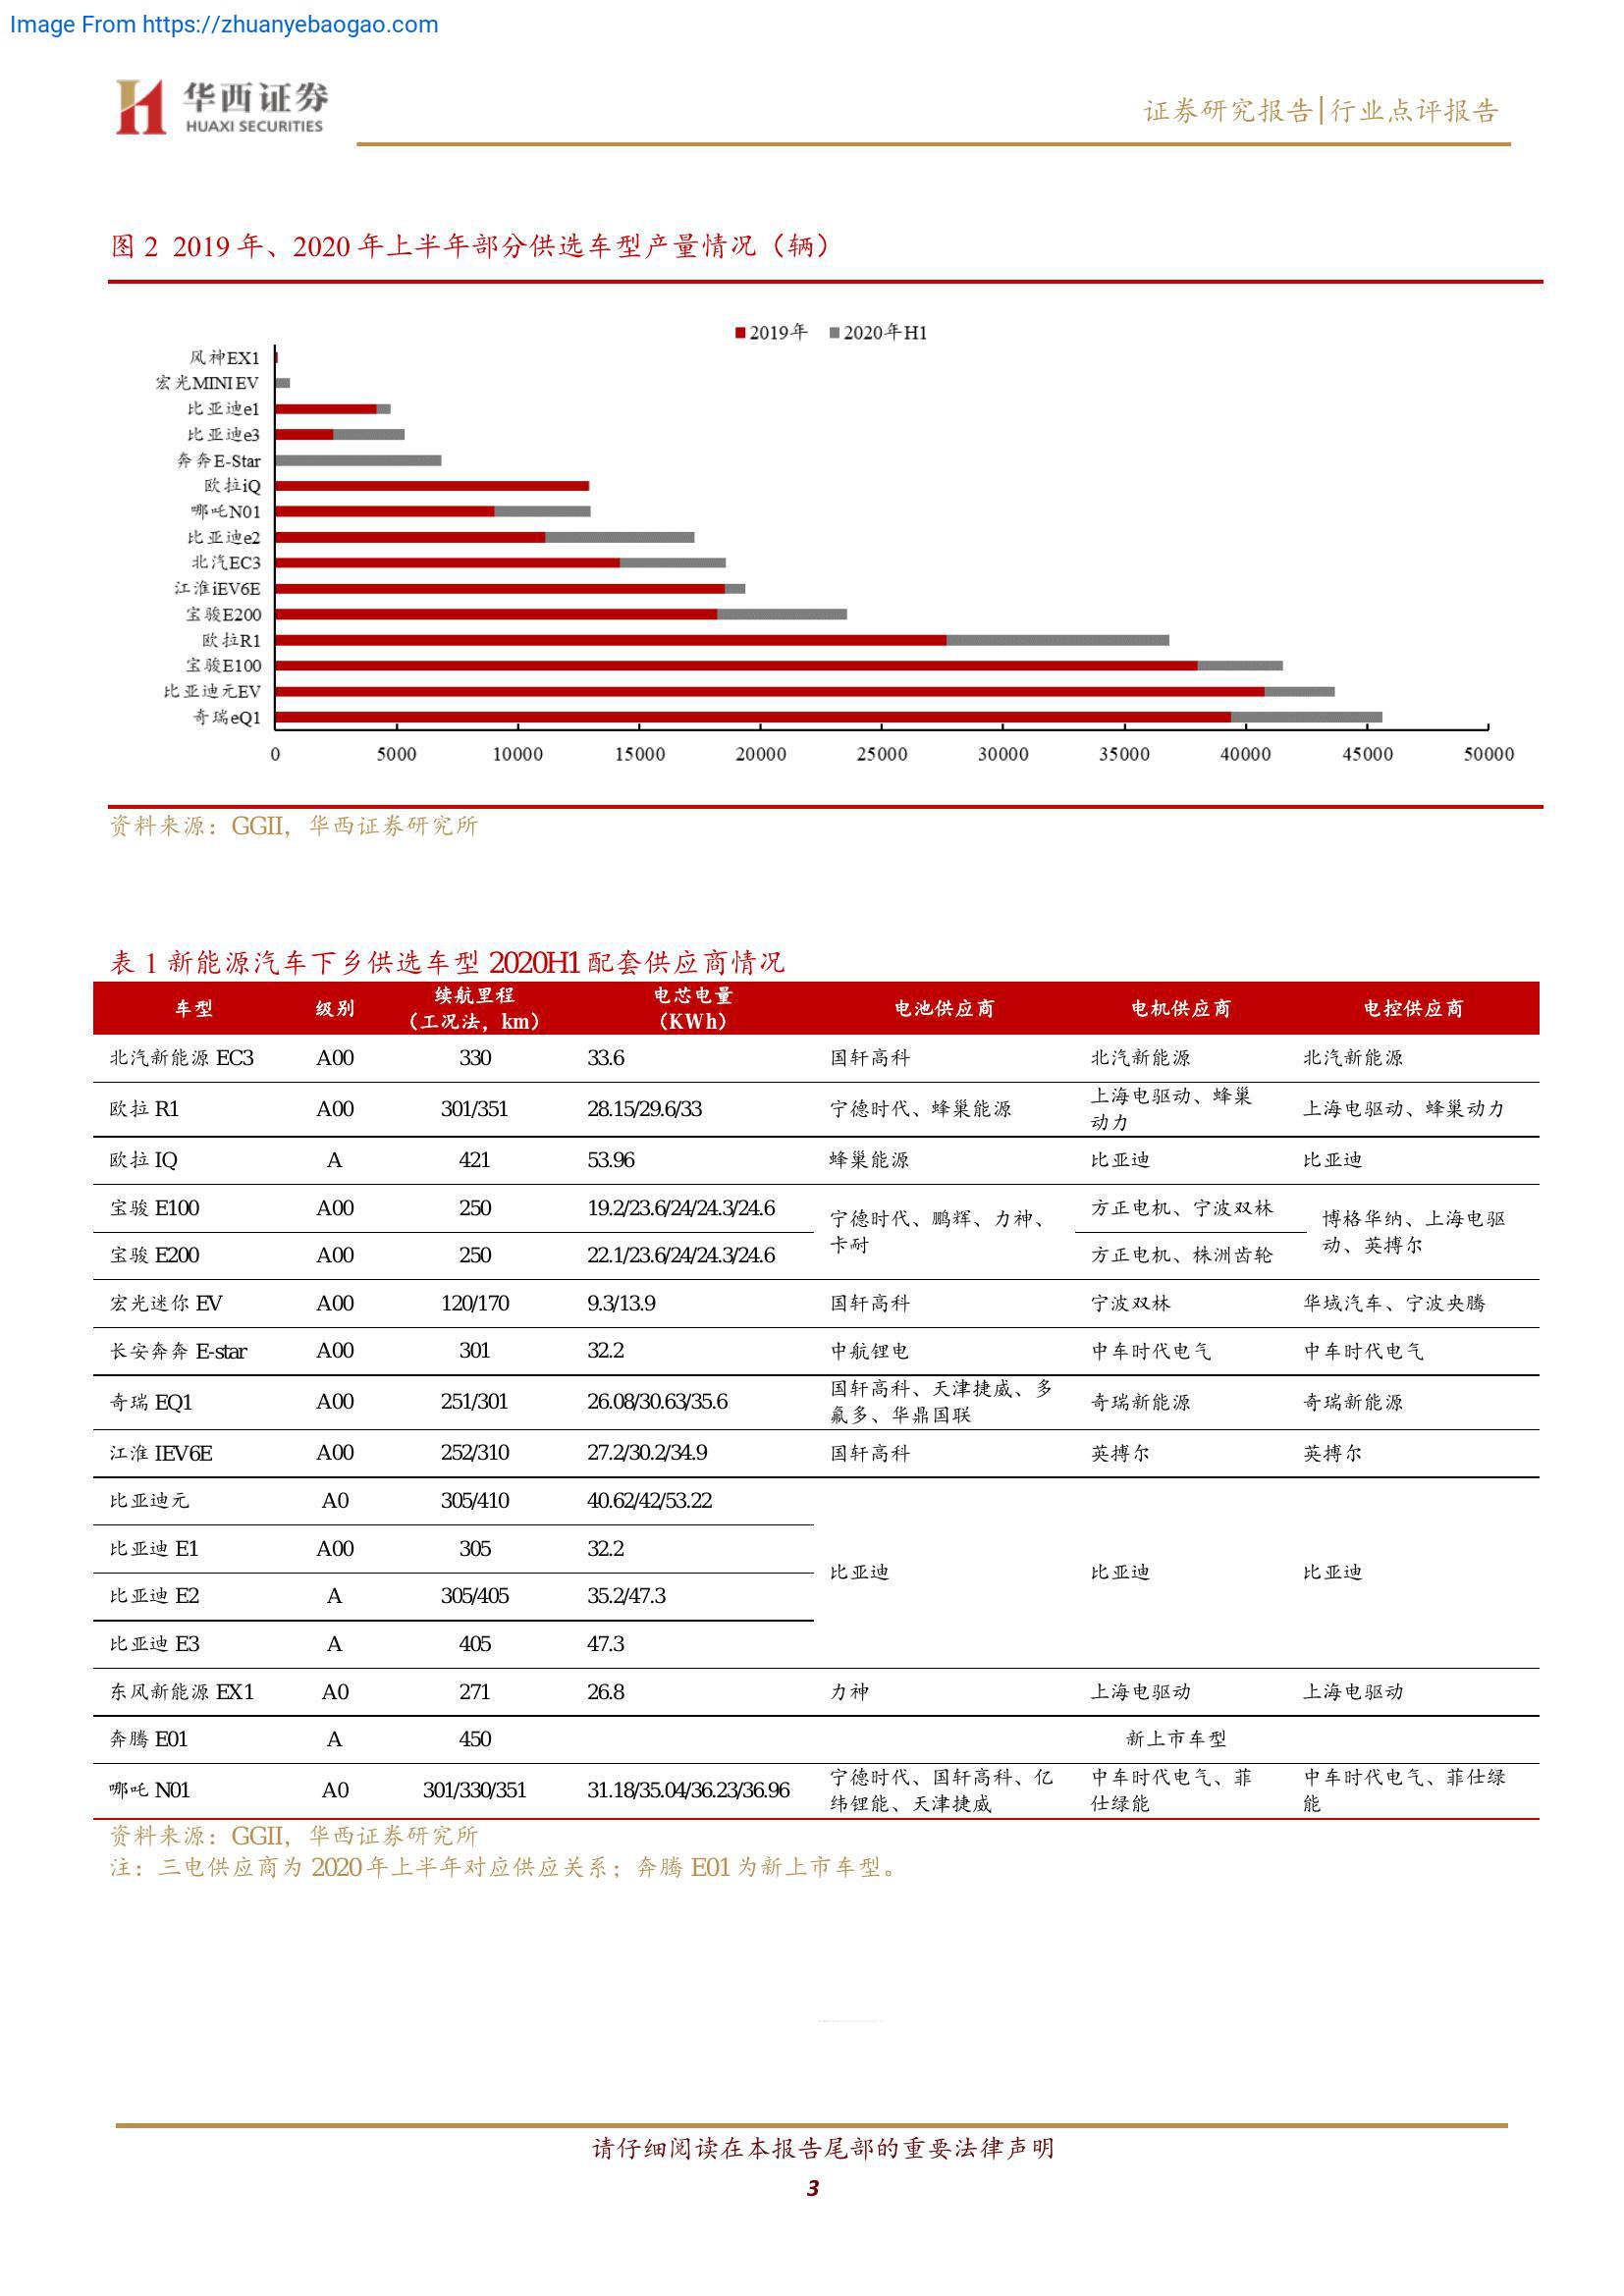 Image From https://zhuanyebaogao.com
华西证券
HUAXI SECURITIES
证券研究报告|行业点评报告
图 2 2019 年、2020 年上半年部分供选车型产量情况（辆）
2019年 2020年H1
风神EX1
宏光MINI EV
比亚迪e1
比亚迪e3
奔奔E-Star
欧拉iQ
哪吒N01
比亚迪e2
北汽EC3
江淮iEV6E
宝骏E200
欧拉R1
宝骏E100
比亚迪元EV
奇瑞eQ1
0 5000 10000 15000 20000 25000 30000 35000 40000 45000 50000
资料来源：GGII，华西证券研究所
表 1 新能源汽车下乡供选车型 2020H1 配套供应商情况
车型 级别 续航里程（工况法，km） 电芯电量（KWh） 电池供应商 电机供应商 电控供应商
北汽新能源 EC3 A00 330 33.6 国轩高科 北汽新能源 北汽新能源
欧拉 R1 A00 301/351 28.15/29.6/33 宁德时代、蜂巢能源 上海电驱动、蜂巢动力 上海电驱动、蜂巢动力
欧拉 IQ A 421 53.96 蜂巢能源 比亚迪 比亚迪
宝骏 E100 A00 250 19.2/23.6/24/24.3/24.6 宁德时代、鹏辉、力神、卡耐 方正电机、宁波双林 博格华纳、上海电驱动、英搏尔
宝骏 E200 A00 250 22.1/23.6/24/24.3/24.6 方正电机、株洲齿轮
宏光迷你 EV A00 120/170 9.3/13.9 国轩高科 宁波双林 华域汽车、宁波央腾
长安奔奔 E-star A00 301 32.2 中航锂电 中车时代电气 中车时代电气
奇瑞 EQ1 A00 251/301 26.08/30.63/35.6 国轩高科、天津捷威、多氟多、华鼎国联 奇瑞新能源 奇瑞新能源
江淮 IEV6E A00 252/310 27.2/30.2/34.9 国轩高科 英搏尔 英搏尔
比亚迪元 A0 305/410 40.62/42/53.22
比亚迪 E1 A00 305 32.2
比亚迪 比亚迪 比亚迪
比亚迪 E2 A 305/405 35.2/47.3
比亚迪 E3 A 405 47.3
东风新能源 EX1 A0 271 26.8 力神 上海电驱动 上海电驱动
奔腾 E01 A 450 新上市车型
哪吒 N01 A0 301/330/351 31.18/35.04/36.23/36.96 宁德时代、国轩高科、亿纬锂能、天津捷威 中车时代电气、菲仕绿能 中车时代电气、菲仕绿能
资料来源：GGII，华西证券研究所
注：三电供应商为 2020 年上半年对应供应关系；奔腾 E01 为新上市车型。
请仔细阅读在本报告尾部的重要法律声明
3